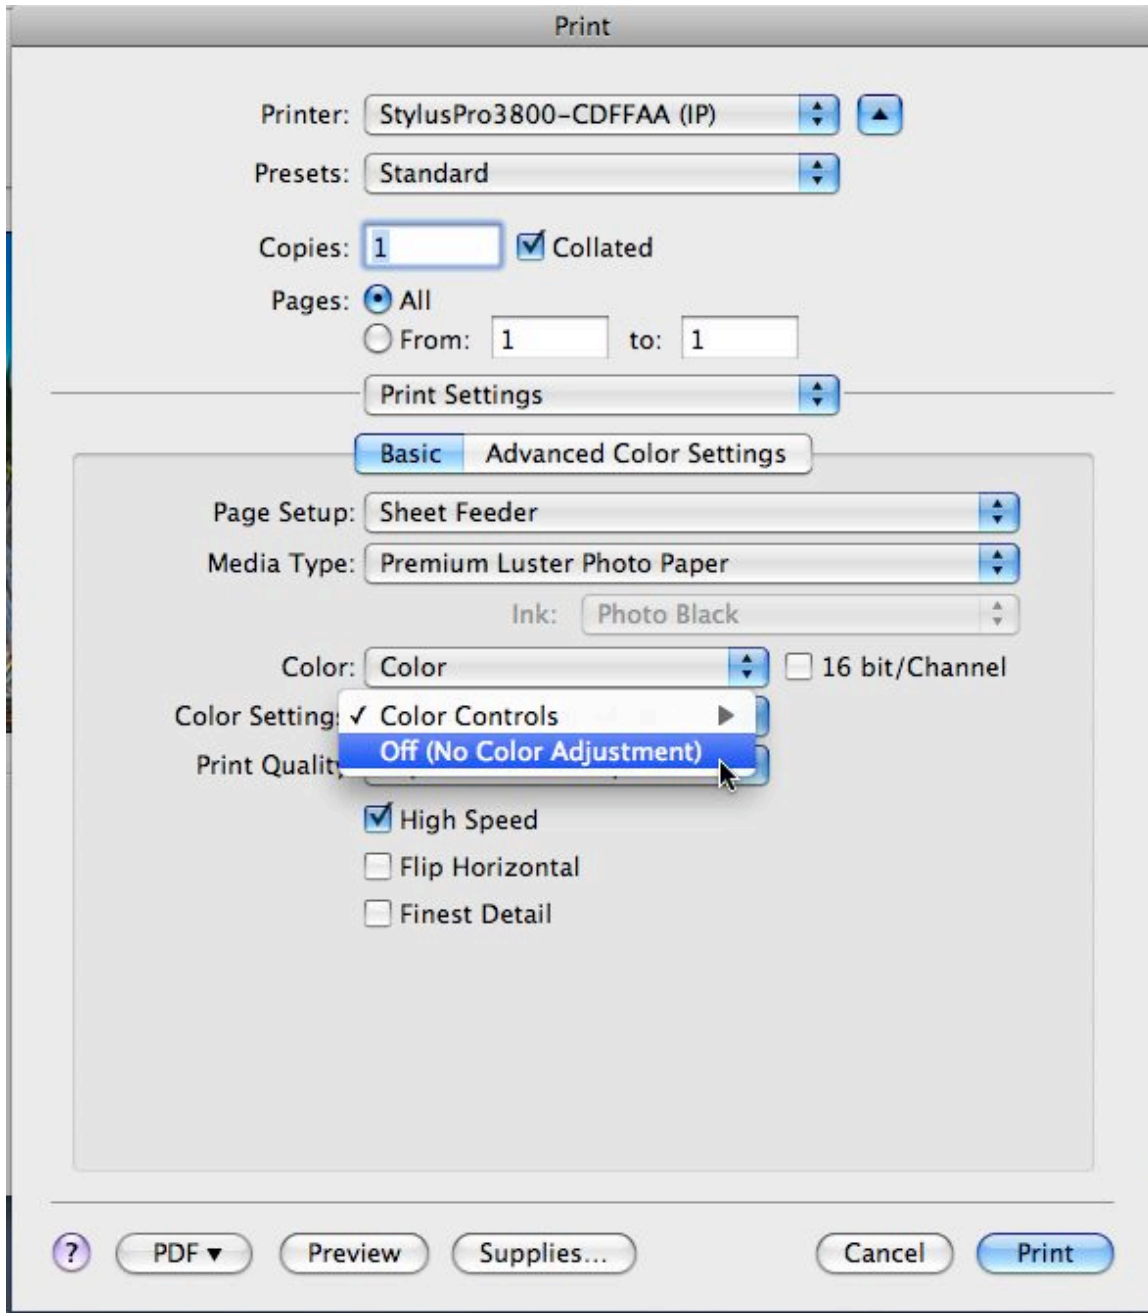 Print
Printer: StylusPro3800-CDFFAA (IP)
Presets: Standard
Copies: 1 Collated
Pages: All
From: 1 to: 1
Print Settings
Basic Advanced Color Settings
Page Setup: Sheet Feeder
Media Type: Premium Luster Photo Paper
Ink: Photo Black
Color: Color 16 bit/Channel
Color Setting ✓ Color Controls ▶
Off (No Color Adjustment)
Print Qualit
High Speed
Flip Horizontal
Finest Detail
? PDF ▼ Preview Supplies... Cancel Print